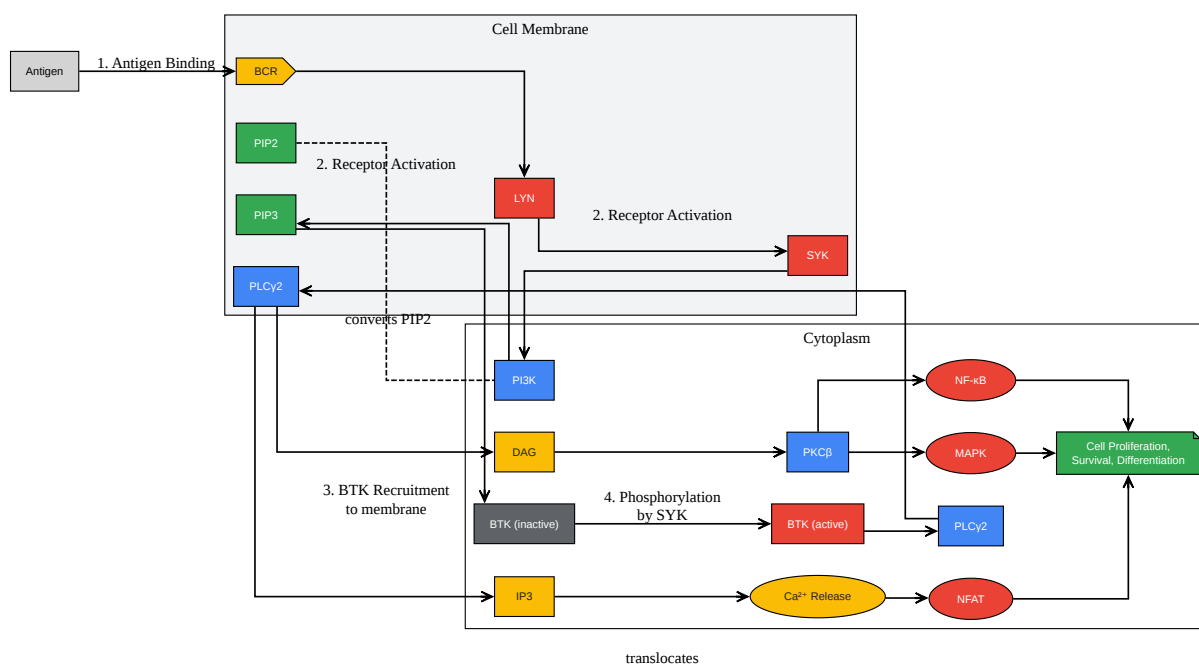 Cell Membrane
Antigen
1. Antigen Binding
BCR
PIP2
2. Receptor Activation
LYN
PIP3
2. Receptor Activation
SYK
PLCγ2
converts PIP2
Cytoplasm
PI3K
NF-κB
DAG
PKCβ
MAPK
Cell Proliferation,
Survival, Differentiation
3. BTK Recruitment
to membrane
4. Phosphorylation
by SYK
BTK (inactive)
BTK (active)
PLCγ2
IP3
Ca²⁺ Release
NFAT
translocates